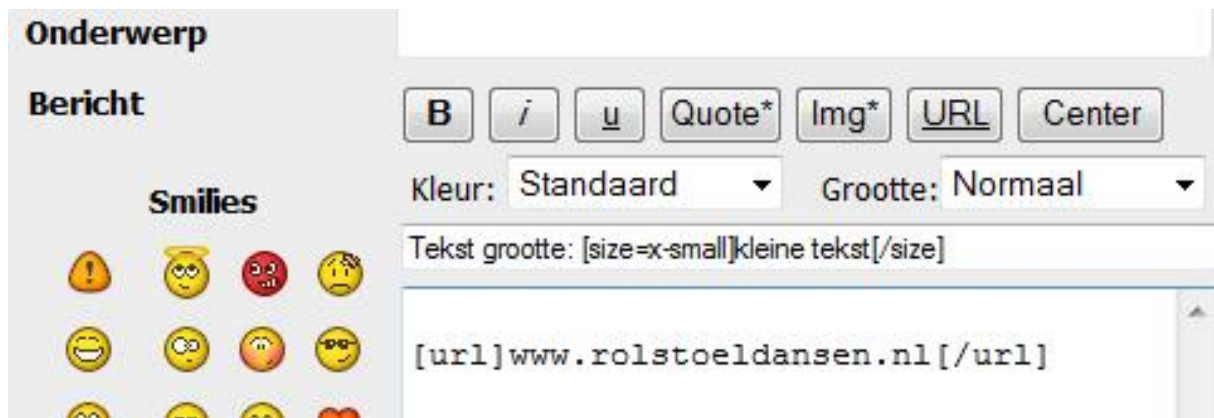 Onderwerp
Bericht
B i u Quote* Img* URL Center
Kleur: Standaard Grootte: Normaal
Smilies
Tekst grootte: [size=x-small]kleine tekst[/size]
[url]www.rolstoeldansen.nl[/url]